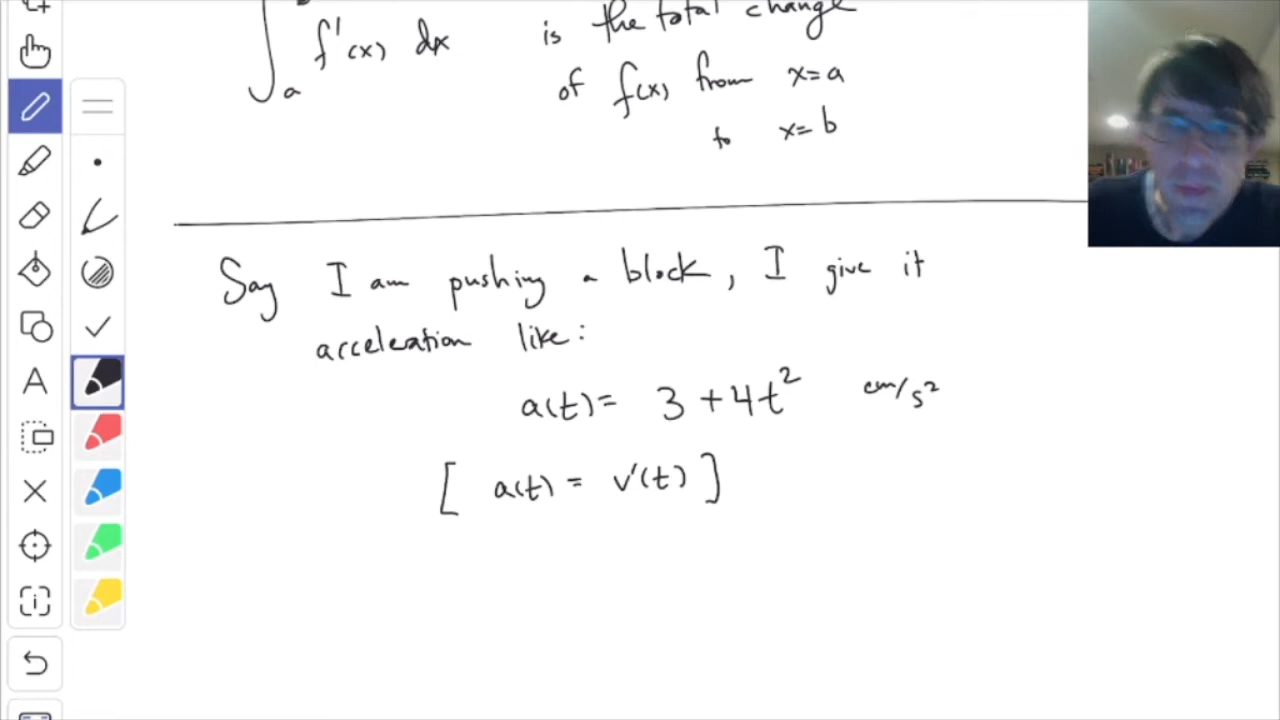 ∫ₐ f'(x) dx is the total change
of f(x) from x=a
to x=b
Say I am pushing a block, I give it
acceleration like:
a(t) = 3 + 4t² cm/s²
[ a(t) = v'(t) ]
A